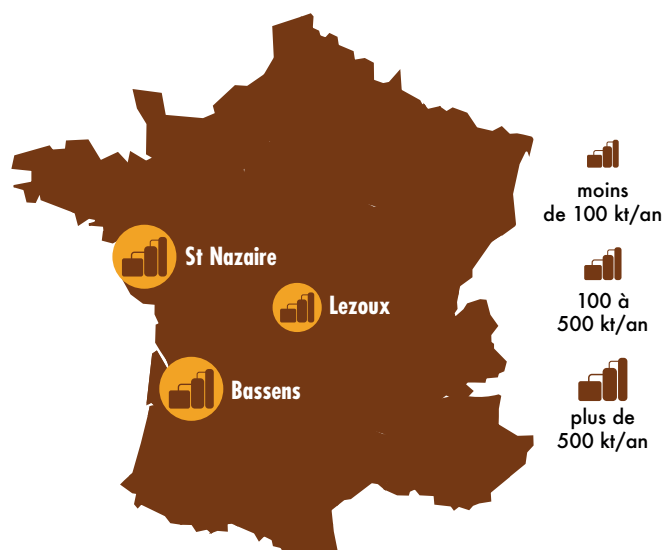 St Nazaire
Lezoux
Bassens
moins
de 100 kt/an
100 à
500 kt/an
plus de
500 kt/an